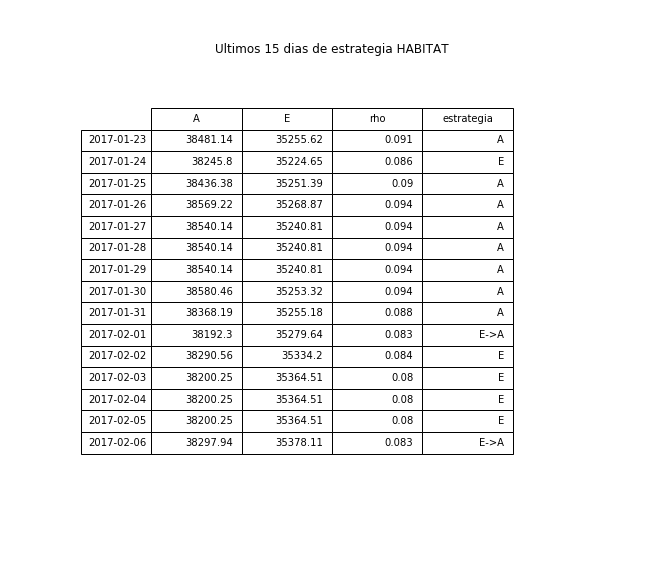 Ultimos 15 dias de estrategia HABITAT
A E rho estrategia
2017-01-23 38481.14 35255.62 0.091 A
2017-01-24 38245.8 35224.65 0.086 E
2017-01-25 38436.38 35251.39 0.09 A
2017-01-26 38569.22 35268.87 0.094 A
2017-01-27 38540.14 35240.81 0.094 A
2017-01-28 38540.14 35240.81 0.094 A
2017-01-29 38540.14 35240.81 0.094 A
2017-01-30 38580.46 35253.32 0.094 A
2017-01-31 38368.19 35255.18 0.088 A
2017-02-01 38192.3 35279.64 0.083 E->A
2017-02-02 38290.56 35334.2 0.084 E
2017-02-03 38200.25 35364.51 0.08 E
2017-02-04 38200.25 35364.51 0.08 E
2017-02-05 38200.25 35364.51 0.08 E
2017-02-06 38297.94 35378.11 0.083 E->A